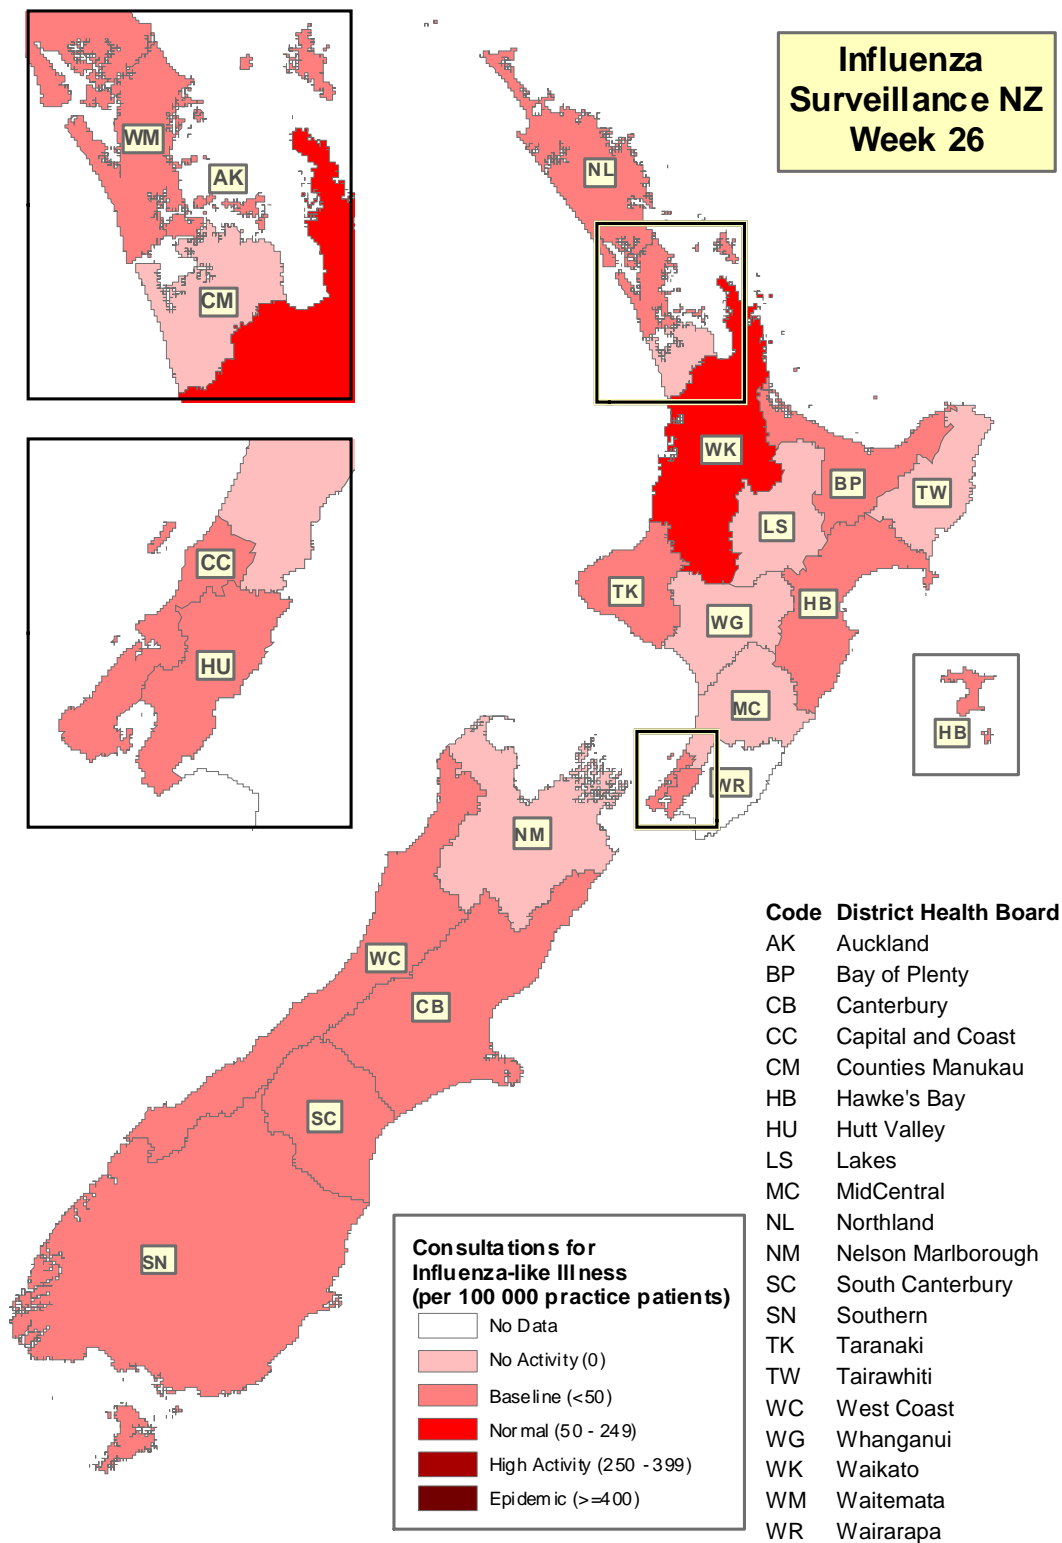 Influenza
Surveillance NZ
Week 26
WM
AK
CM
NL
WK
BP
TW
LS
TK
HB
WG
MC
HB
WR
CC
HU
NM
WC
CB
SC
SN
Consultations for
Influenza-like Illness
(per 100 000 practice patients)
No Data
No Activity (0)
Baseline (<50)
Normal (50 - 249)
High Activity (250 - 399)
Epidemic (>=400)
Code District Health Board
AK Auckland
BP Bay of Plenty
CB Canterbury
CC Capital and Coast
CM Counties Manukau
HB Hawke's Bay
HU Hutt Valley
LS Lakes
MC MidCentral
NL Northland
NM Nelson Marlborough
SC South Canterbury
SN Southern
TK Taranaki
TW Tairawhiti
WC West Coast
WG Whanganui
WK Waikato
WM Waitemata
WR Wairarapa